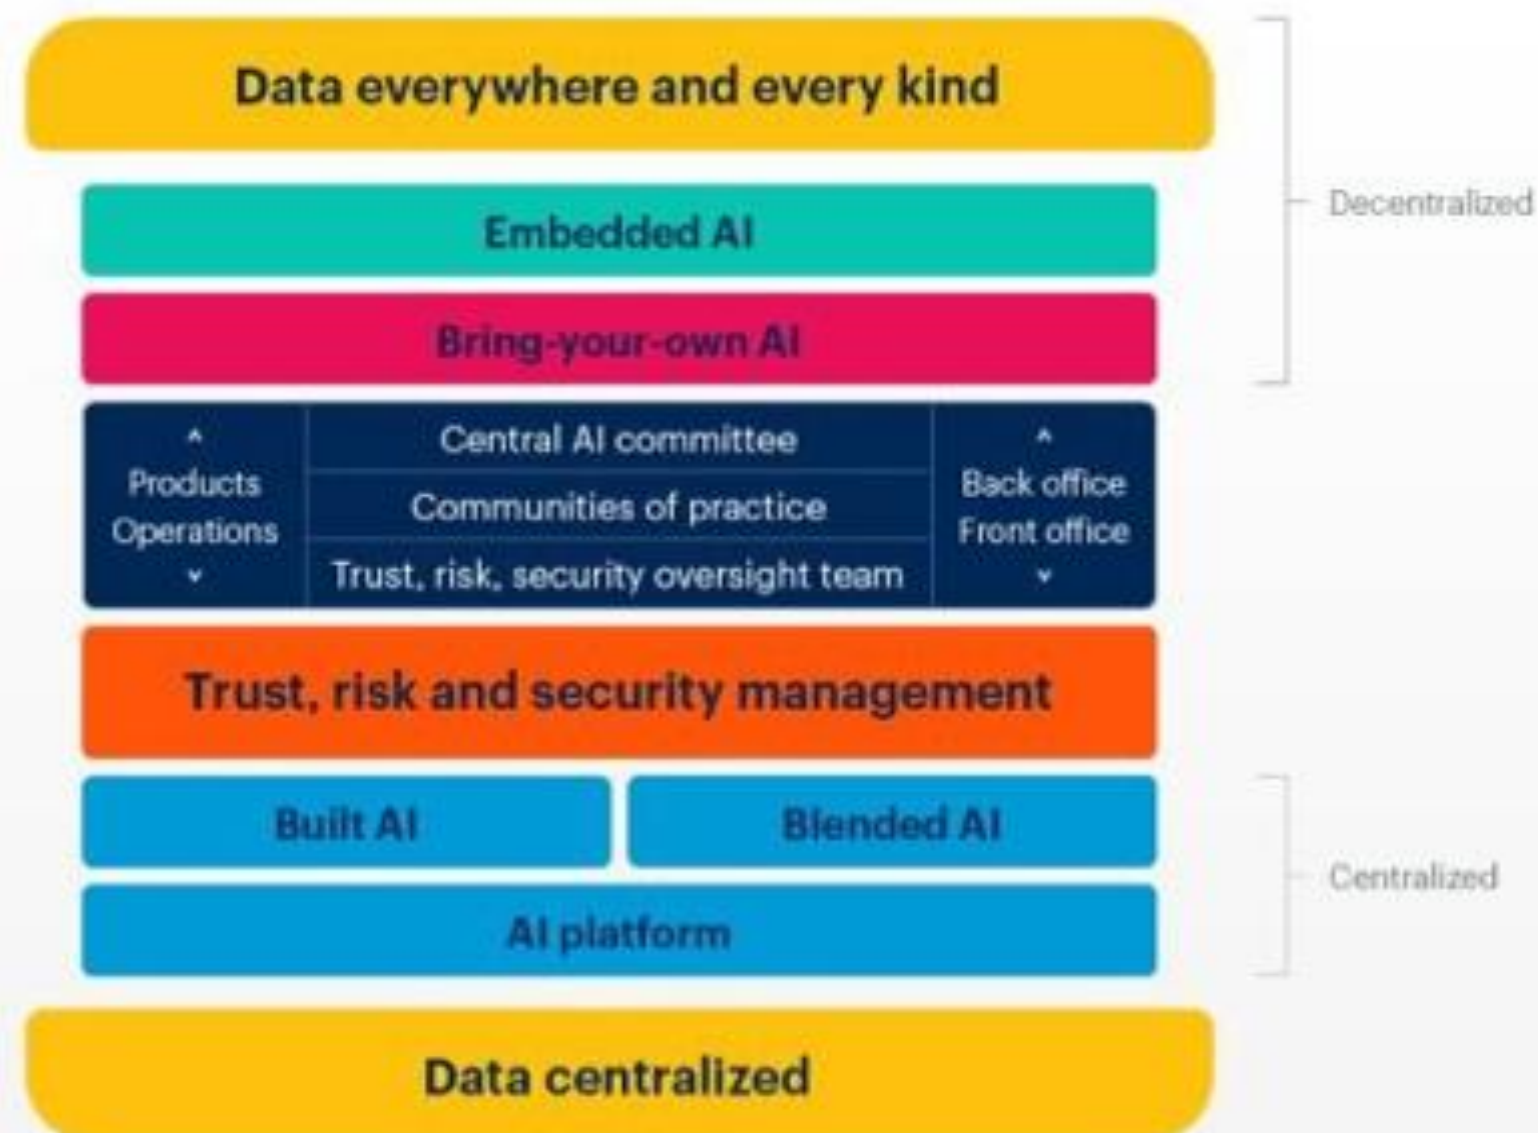 Data everywhere and every kind
Decentralized
Embedded AI
Bring-your-own AI
Products
Operations
Central AI committee
Communities of practice
Trust, risk, security oversight team
Back office
Front office
Trust, risk and security management
Built AI
Blended AI
Centralized
AI platform
Data centralized